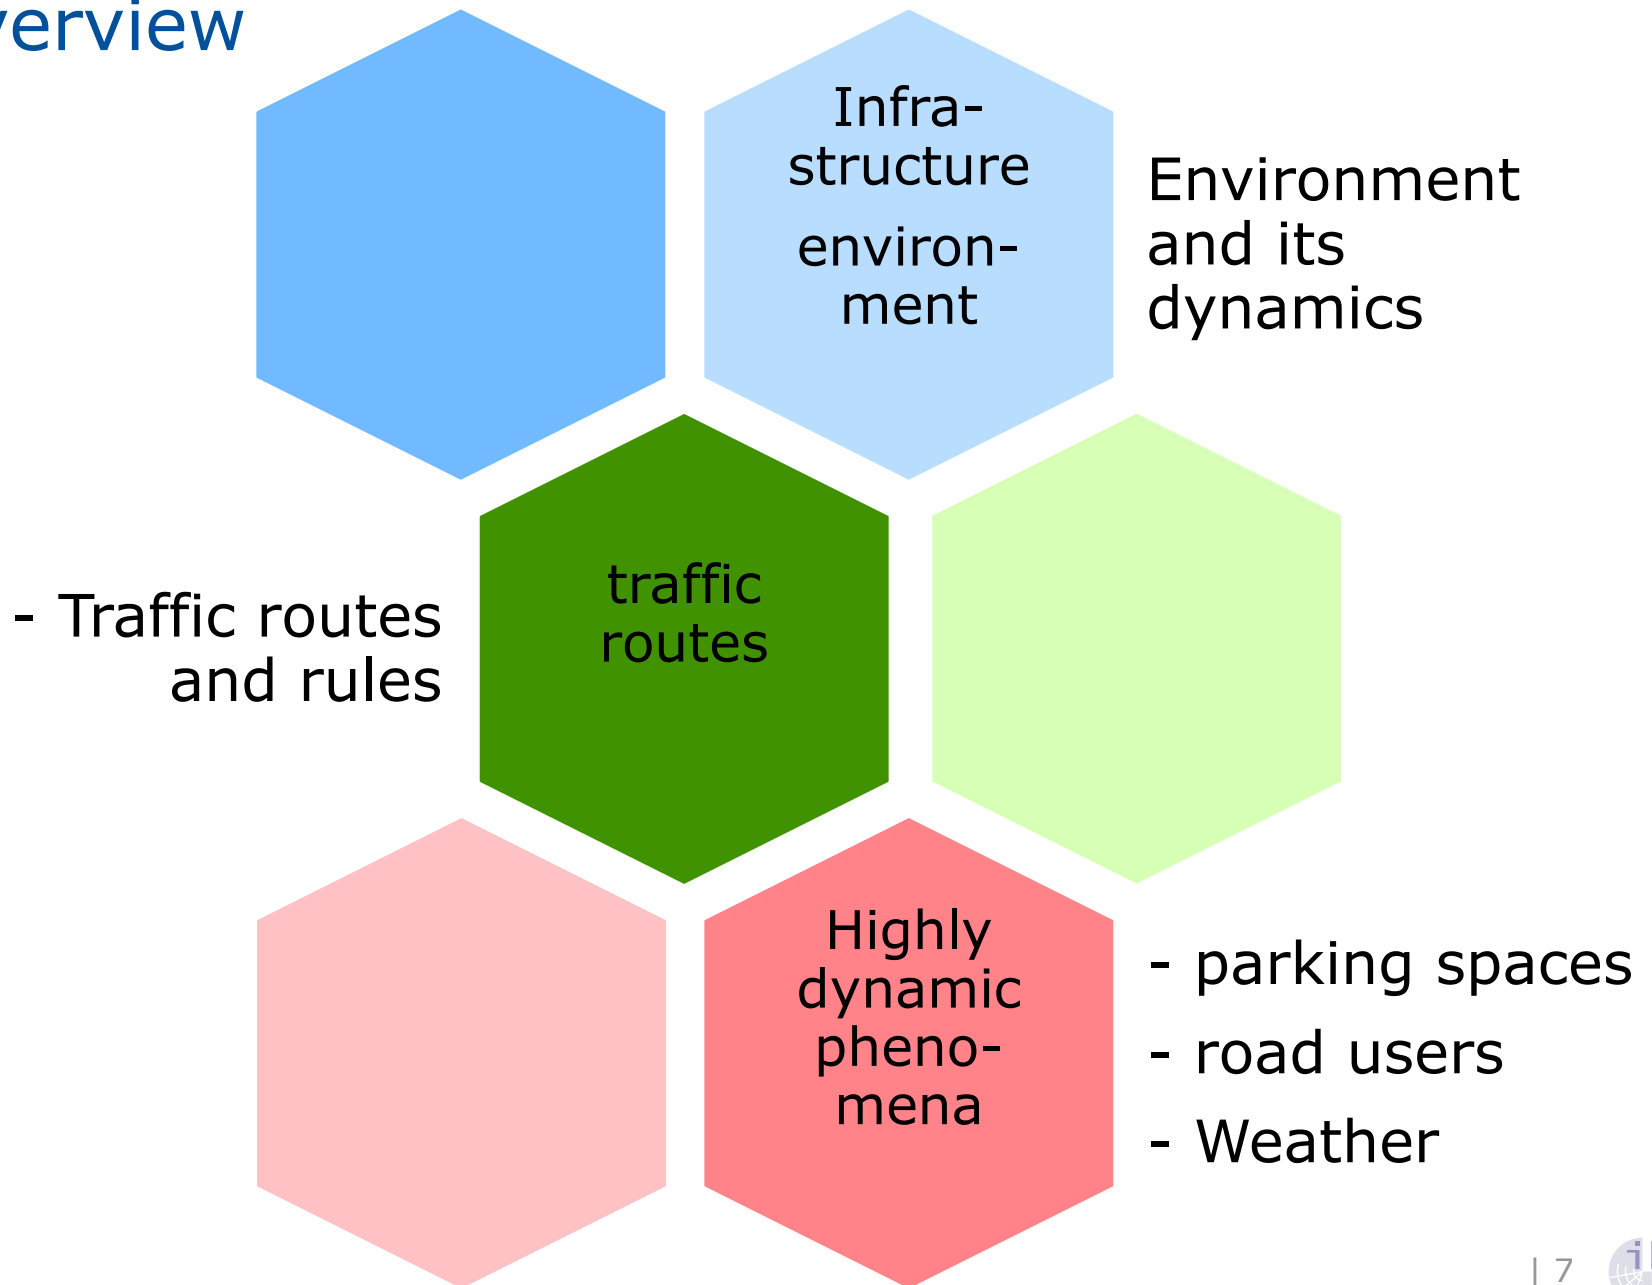 verview
Infra-
structure
environ-
ment
Environment
and its
dynamics
- Traffic routes
and rules
traffic
routes
Highly
dynamic
pheno-
mena
- parking spaces
- road users
- Weather
| 7
i